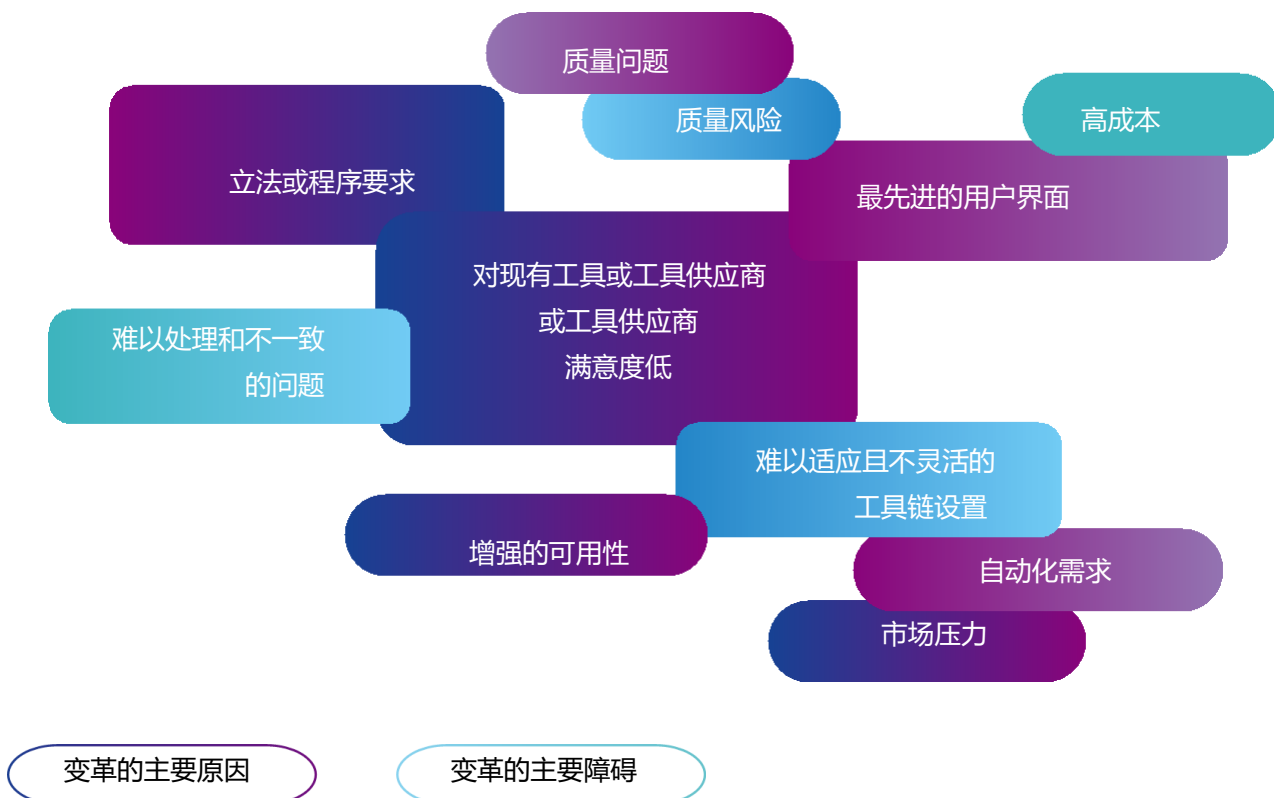 质量问题
质量风险
高成本
立法或程序要求
最先进的用户界面
对现有工具或工具供应商
或工具供应商
满意度低
难以处理和不一致
的问题
难以适应且不灵活的
工具链设置
增强的可用性
自动化需求
市场压力
变革的主要原因
变革的主要障碍